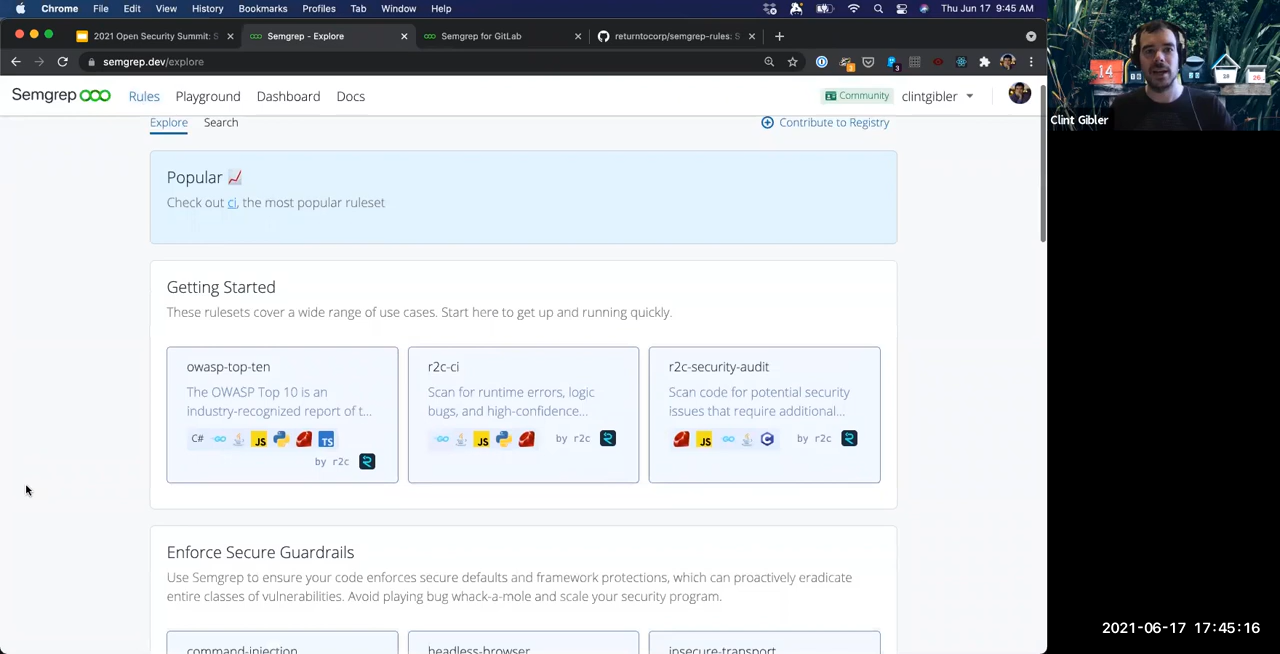 Chrome File Edit View History Bookmarks Profiles Tab Window Help Thu Jun 17 9:45 AM
2021 Open Security Summit: S Semgrep - Explore Semgrep for GitLab returntocorp/semgrep-rules: S
semgrep.dev/explore
Semgrep Rules Playground Dashboard Docs Community clintgibler
Explore Search Contribute to Registry
Popular
Check out ci, the most popular ruleset
Getting Started
These rulesets cover a wide range of use cases. Start here to get up and running quickly.
owasp-top-ten r2c-ci r2c-security-audit
The OWASP Top 10 is an Scan for runtime errors, logic Scan code for potential security
industry-recognized report of t... bugs, and high-confidence... issues that require additional...
C# JS TS JS by r2c JS C by r2c
by r2c
Enforce Secure Guardrails
Use Semgrep to ensure your code enforces secure defaults and framework protections, which can proactively eradicate
entire classes of vulnerabilities. Avoid playing bug whack-a-mole and scale your security program.
command-injection headless-browser insecure-transport
14
Clint Gibler
2021-06-17 17:45:16